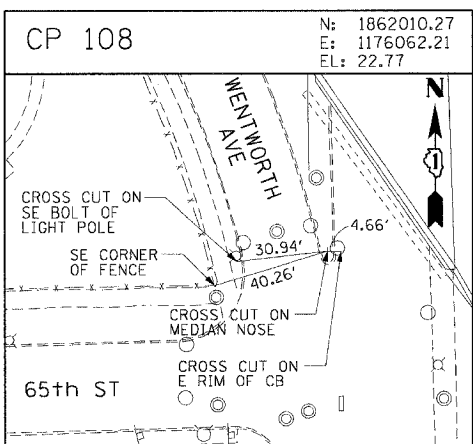 CP 108
N: 1862010.27
E: 1176062.21
EL: 22.77
WENTWORTH
AVE
N
1
CROSS CUT ON
SE BOLT OF
LIGHT POLE
4.66'
30.94'
SE CORNER
OF FENCE
40.26'
CROSS CUT ON
MEDIAN NOSE
CROSS CUT ON
E RIM OF CB
65th ST